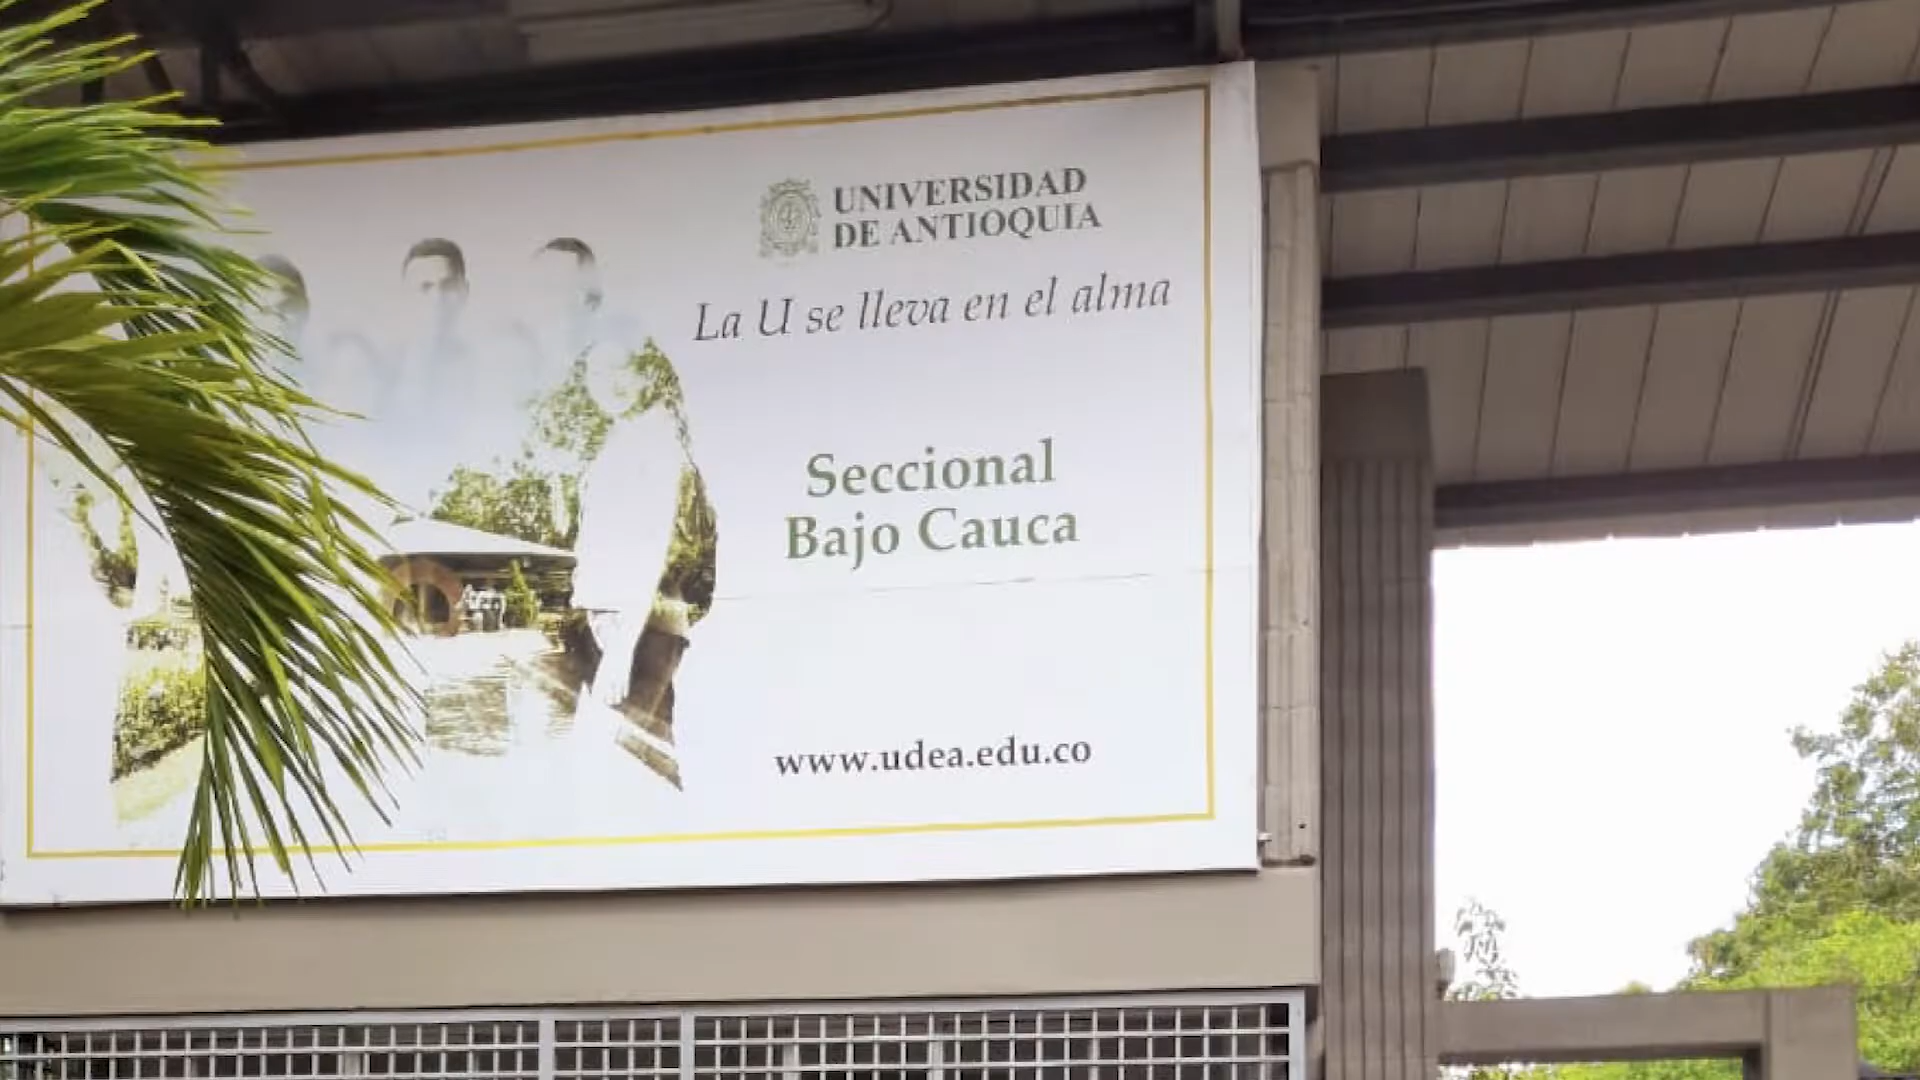 UNIVERSIDAD
DE ANTIOQUIA
La U se lleva en el alma
Seccional
Bajo Cauca
www.udea.edu.co